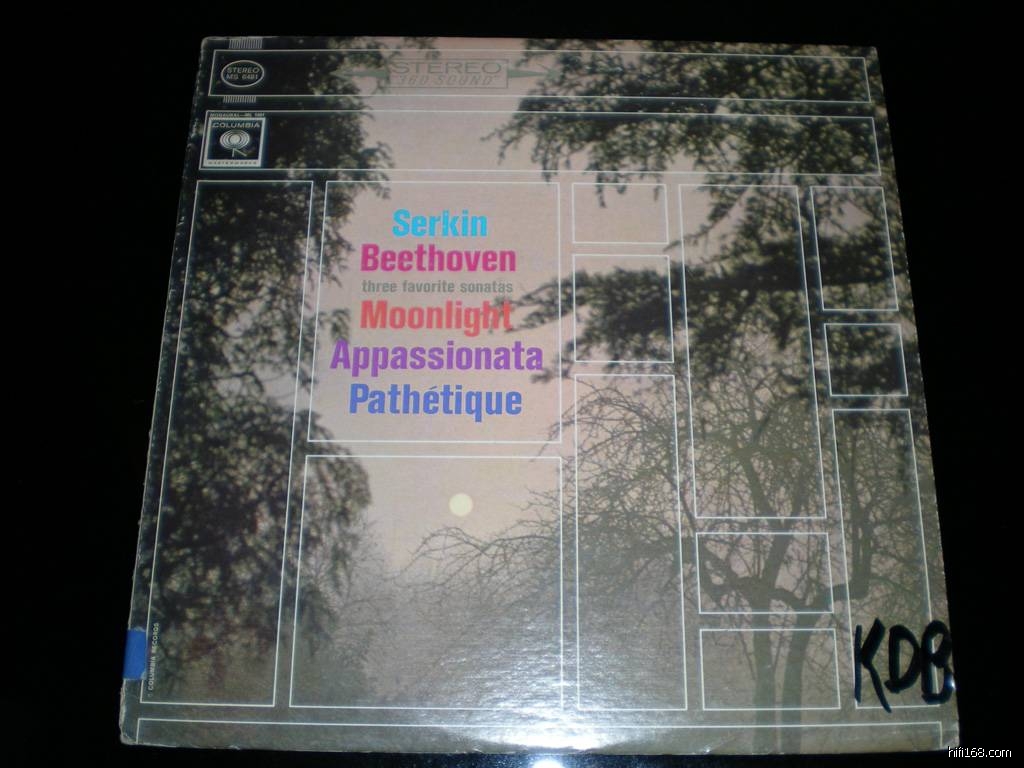 STEREO
MS 6481
STEREO
"360 SOUND"
COLUMBIA
MASTERWORKS
Serkin
Beethoven
three favorite sonatas
Moonlight
Appassionata
Pathétique
© COLUMBIA RECORDS
KDB
hifi168.com